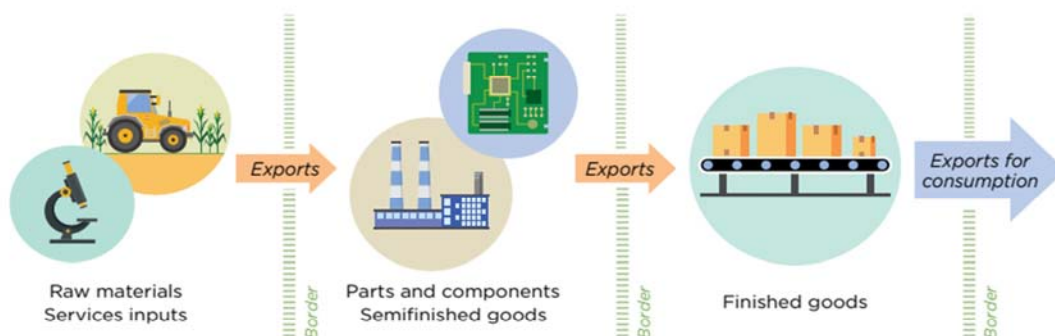 Exports
Exports
Exports for
consumption
Raw materials
Services inputs
Border
Parts and components
Semifinished goods
Border
Finished goods
Border